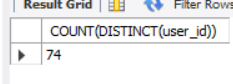 Result Grid Filter Rows
COUNT(DISTINCT(user_id))
74